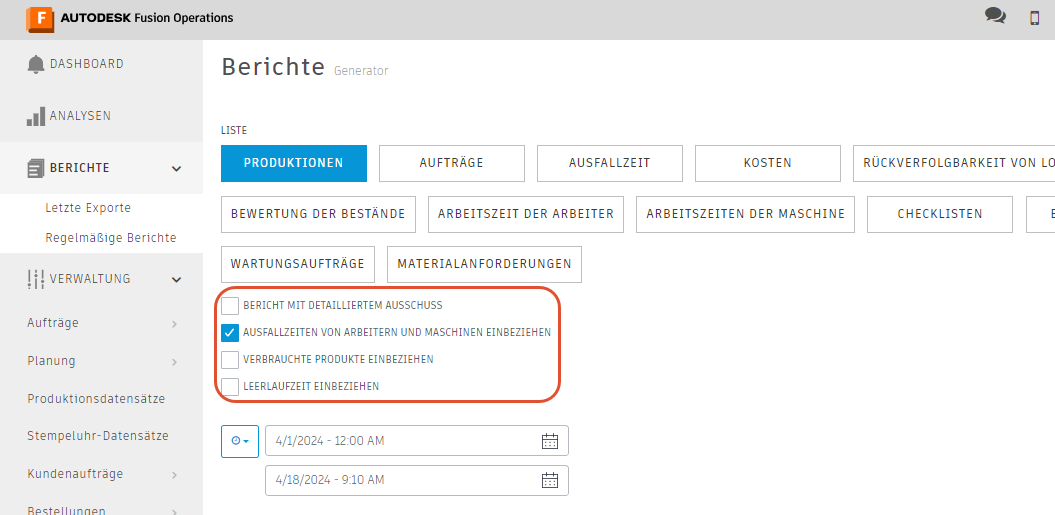 F AUTODESK Fusion Operations
DASHBOARD
ANALYSEN
BERICHTE
Letzte Exporte
Regelmäßige Berichte
VERWALTUNG
Aufträge
Planung
Produktionsdatensätze
Stempeluhr-Datensätze
Kundenaufträge
Bestellungen
Berichte Generator
LISTE
PRODUKTIONEN AUFTRÄGE AUSFALLZEIT KOSTEN RÜCKVERFOLGBARKEIT VON LO
BEWERTUNG DER BESTÄNDE ARBEITSZEIT DER ARBEITER ARBEITSZEITEN DER MASCHINE CHECKLISTEN
WARTUNGSAUFTRÄGE MATERIALANFORDERUNGEN
BERICHT MIT DETAILLIERTEM AUSSCHUSS
AUSFALLZEITEN VON ARBEITERN UND MASCHINEN EINBEZIEHEN
VERBRAUCHTE PRODUKTE EINBEZIEHEN
LEERLAUFZEIT EINBEZIEHEN
4/1/2024 - 12:00 AM
4/18/2024 - 9:10 AM